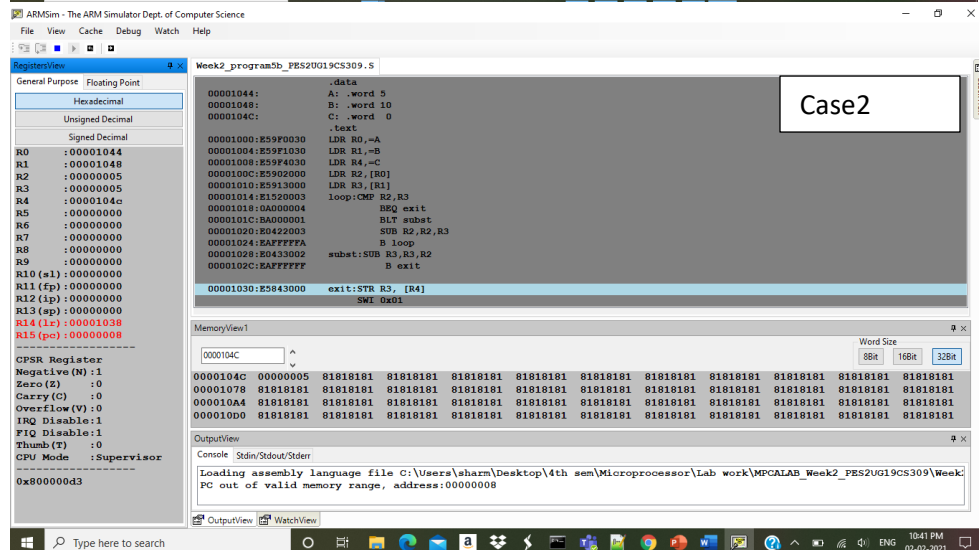 ARMSim - The ARM Simulator Dept. of Computer Science
File View Cache Debug Watch Help
RegistersView
General Purpose Floating Point
Hexadecimal
Unsigned Decimal
Signed Decimal
R0 :00001044
R1 :00001048
R2 :00000005
R3 :00000005
R4 :0000104c
R5 :00000000
R6 :00000000
R7 :00000000
R8 :00000000
R9 :00000000
R10(sl):00000000
R11(fp):00000000
R12(ip):00000000
R13(sp):00000000
R14(lr):00001038
R15(pc):00000008
------------------
CPSR Register
Negative(N):1
Zero(Z) :0
Carry(C) :0
Overflow(V):0
IRQ Disable:1
FIQ Disable:1
Thumb(T) :0
CPU Mode :Supervisor
------------------
0x800000d3
Week2_program5b_PES2UG19CS309.S
.data
00001044: A: .word 5
00001048: B: .word 10
0000104C: C: .word 0
.text
00001000:E59F0030 LDR R0,=A
00001004:E59F1030 LDR R1,=B
00001008:E59F4030 LDR R4,=C
0000100C:E5902000 LDR R2,[R0]
00001010:E5913000 LDR R3,[R1]
00001014:E1520003 loop:CMP R2,R3
00001018:0A000004 BEQ exit
0000101C:BA000001 BLT subst
00001020:E0422003 SUB R2,R2,R3
00001024:EAFFFFFA B loop
00001028:E0433002 subst:SUB R3,R3,R2
0000102C:EAFFFFFF B exit
00001030:E5843000 exit:STR R3, [R4]
SWI 0x01
Case2
MemoryView1
0000104C
Word Size
8Bit 16Bit 32Bit
0000104C 00000005 81818181 81818181 81818181 81818181 81818181 81818181 81818181 81818181 81818181 81818181
00001078 81818181 81818181 81818181 81818181 81818181 81818181 81818181 81818181 81818181 81818181 81818181
000010A4 81818181 81818181 81818181 81818181 81818181 81818181 81818181 81818181 81818181 81818181 81818181
000010D0 81818181 81818181 81818181 81818181 81818181 81818181 81818181 81818181 81818181 81818181 81818181
OutputView
Console Stdin/Stdout/Stderr
Loading assembly language file C:\Users\sharm\Desktop\4th sem\Microprocessor\Lab work\MPCALAB_Week2_PES2UG19CS309\Week
PC out of valid memory range, address:00000008
OutputView WatchView
Type here to search
ENG
10:41 PM
02-02-2021